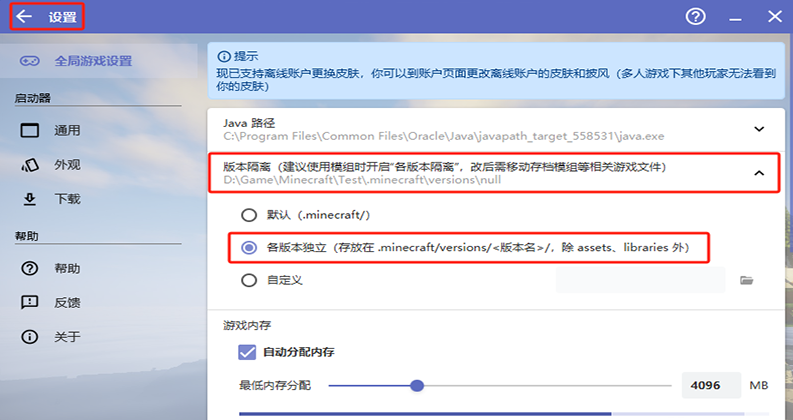 设置
全局游戏设置
启动器
通用
外观
下载
帮助
帮助
反馈
关于
提示
现已支持离线账户更换皮肤，你可以到账户页面更改离线账户的皮肤和披风（多人游戏下其他玩家无法看到
你的皮肤）
Java 路径
C:\Program Files\Common Files\Oracle\Java\javapath_target_558531\java.exe
版本隔离（建议使用模组时开启“各版本隔离”，改后需移动存档模组等相关游戏文件）
D:\Game\Minecraft\Test\.minecraft\versions\null
默认（.minecraft/）
各版本独立（存放在 .minecraft/versions/<版本名>/，除 assets、libraries 外）
自定义
游戏内存
自动分配内存
最低内存分配 4096 MB